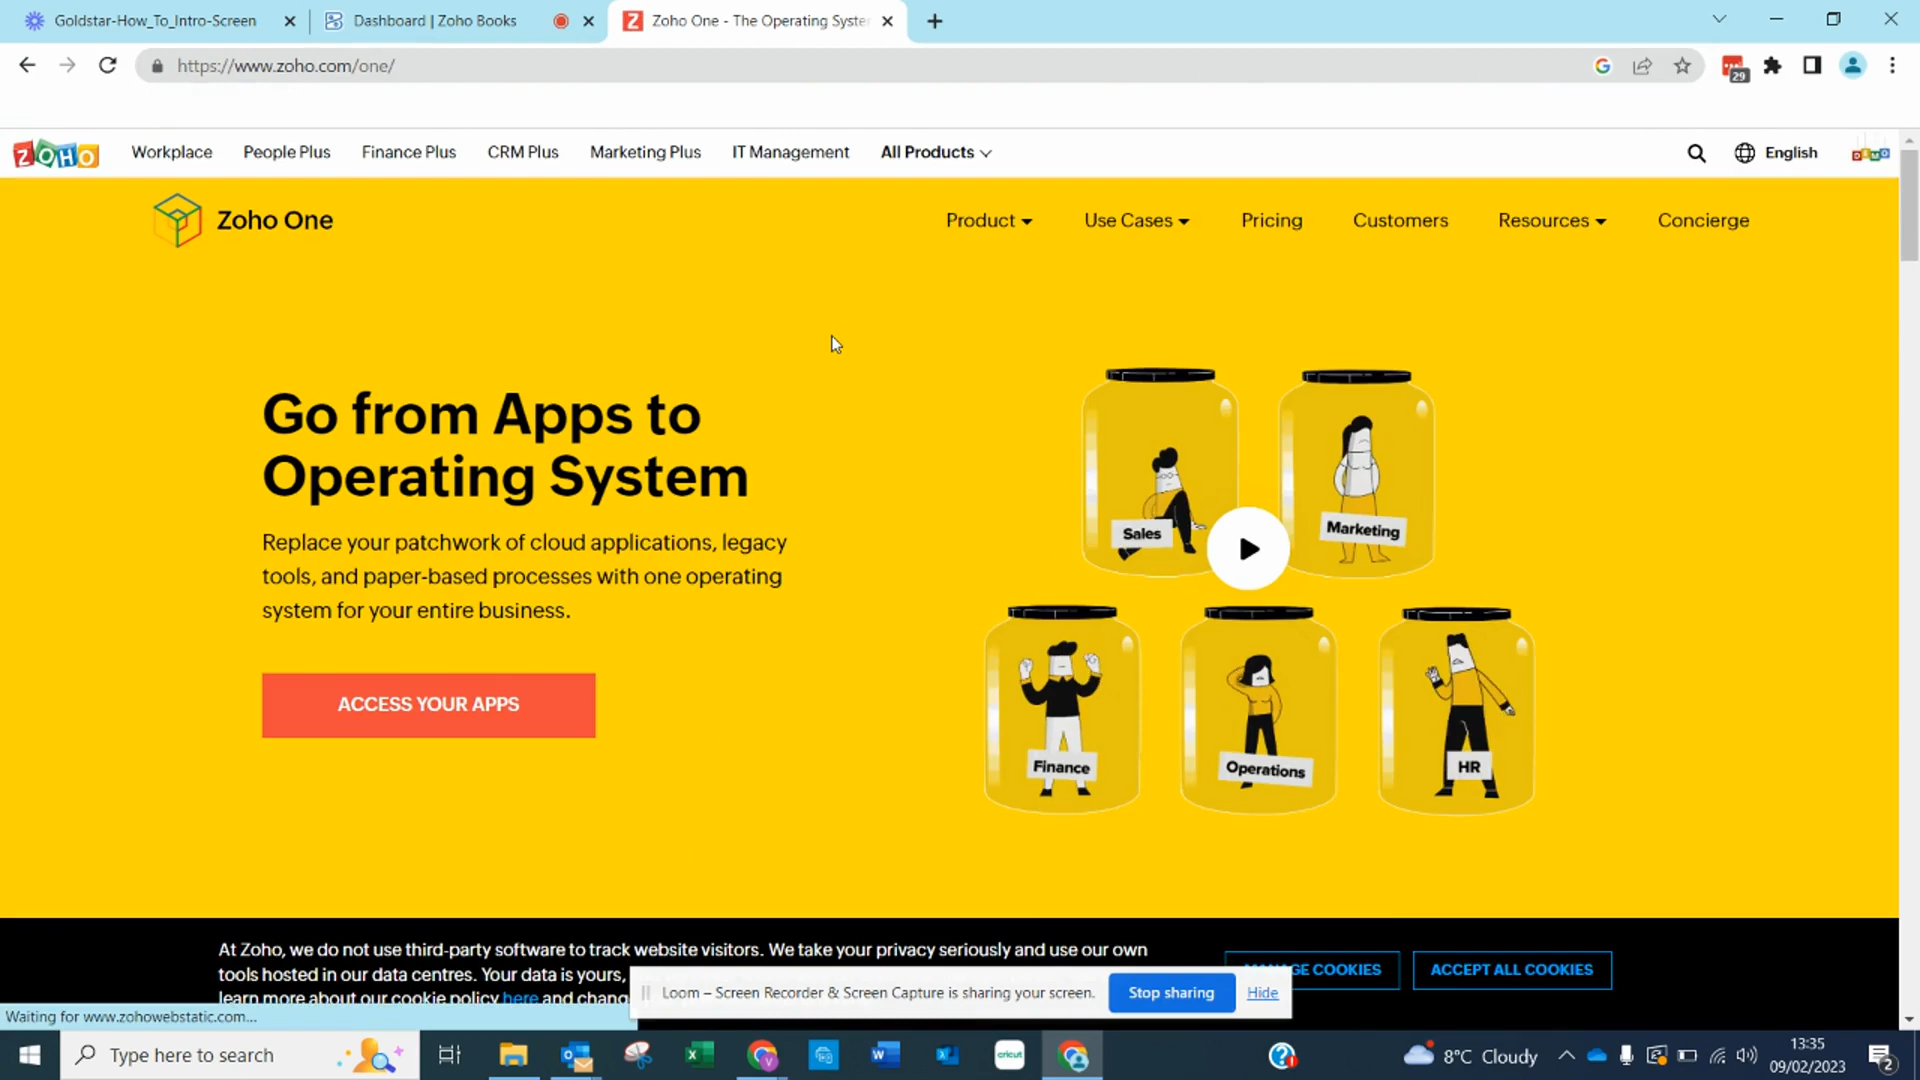 Goldstar-How_To_Intro-Screen
Dashboard | Zoho Books
Zoho One - The Operating Syste
https://www.zoho.com/one/
29
ZOHO
Workplace
People Plus
Finance Plus
CRM Plus
Marketing Plus
IT Management
All Products
English
DEMO
Zoho One
Product
Use Cases
Pricing
Customers
Resources
Concierge
Go from Apps to
Operating System
Replace your patchwork of cloud applications, legacy
tools, and paper-based processes with one operating
system for your entire business.
ACCESS YOUR APPS
Sales
Marketing
Finance
Operations
HR
At Zoho, we do not use third-party software to track website visitors. We take your privacy seriously and use our own
tools hosted in our data centres. Your data is yours,
learn more about our cookie policy here and chang
GE COOKIES
ACCEPT ALL COOKIES
Loom – Screen Recorder & Screen Capture is sharing your screen.
Stop sharing
Hide
Waiting for www.zohowebstatic.com...
Type here to search
cricut
8°C Cloudy
13:35
09/02/2023
2